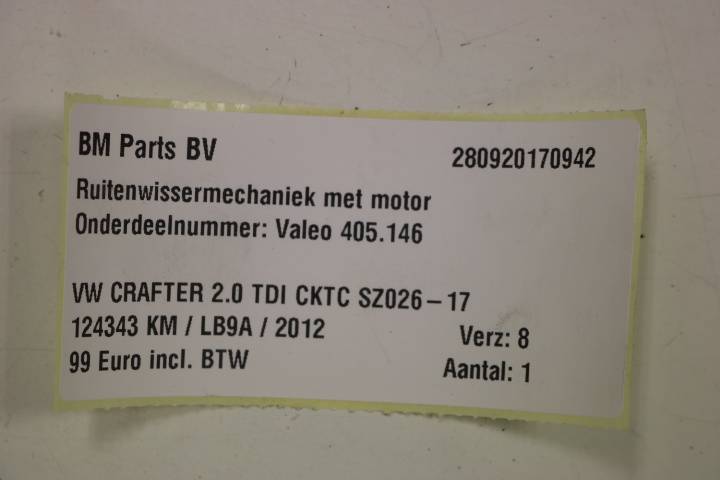 BM Parts BV 280920170942
Ruitenwissermechaniek met motor
Onderdeelnummer: Valeo 405.146
VW CRAFTER 2.0 TDI CKTC SZ026-17
124343 KM / LB9A / 2012 Verz: 8
99 Euro incl. BTW Aantal: 1